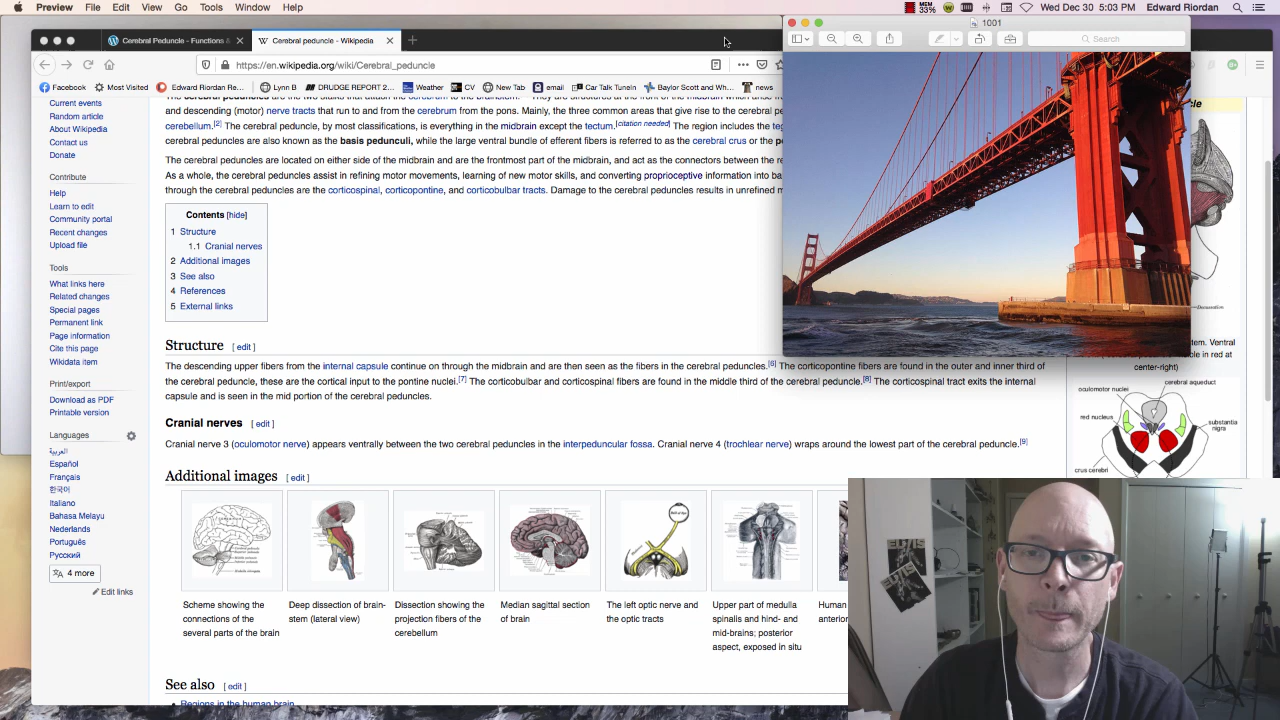 Preview File Edit View Go Tools Window Help MEM 33% Wed Dec 30 5:03 PM Edward Riordan
1001
Search
Cerebral Peduncle - Functions &
Cerebral peduncle - Wikipedia
https://en.wikipedia.org/wiki/Cerebral_peduncle
Facebook Most Visited Edward Riordan Re... Lynn B DRUDGE REPORT 2... Weather CV New Tab email Car Talk TuneIn Baylor Scott and Wh... news
Current events
Random article
About Wikipedia
Contact us
Donate
Contribute
Help
Learn to edit
Community portal
Recent changes
Upload file
Tools
What links here
Related changes
Special pages
Permanent link
Page information
Cite this page
Wikidata item
Print/export
Download as PDF
Printable version
Languages
العربية
Español
Français
한국어
Italiano
Bahasa Melayu
Nederlands
Português
Русский
4 more
Edit links
and descending (motor) nerve tracts that run to and from the cerebrum from the pons. Mainly, the three common areas that give rise to the cerebral
cerebellum.[2] The cerebral peduncle, by most classifications, is everything in the midbrain except the tectum.[citation needed] The region includes the
cerebral peduncles are also known as the basis pedunculi, while the large ventral bundle of efferent fibers is referred to as the cerebral crus or the
The cerebral peduncles are located on either side of the midbrain and are the frontmost part of the midbrain, and act as the connectors between the
As a whole, the cerebral peduncles assist in refining motor movements, learning of new motor skills, and converting proprioceptive information into
through the cerebral peduncles are the corticospinal, corticopontine, and corticobulbar tracts. Damage to the cerebral peduncles results in unrefined
Contents [hide]
1 Structure
1.1 Cranial nerves
2 Additional images
3 See also
4 References
5 External links
Structure [ edit ]
The descending upper fibers from the internal capsule continue on through the midbrain and are then seen as the fibers in the cerebral peduncles.[6] The corticopontine fibers are found in the outer and inner third of
the cerebral peduncle, these are the cortical input to the pontine nuclei.[7] The corticobulbar and corticospinal fibers are found in the middle third of the cerebral peduncle.[8] The corticospinal tract exits the internal
capsule and is seen in the mid portion of the cerebral peduncles.
Cranial nerves [ edit ]
Cranial nerve 3 (oculomotor nerve) appears ventrally between the two cerebral peduncles in the interpeduncular fossa. Cranial nerve 4 (trochlear nerve) wraps around the lowest part of the cerebral peduncle.[9]
Additional images [ edit ]
Scheme showing the
connections of the
several parts of the brain
Deep dissection of brain-
stem (lateral view)
Dissection showing the
projection fibers of the
cerebellum
Median sagittal section
of brain
The left optic nerve and
the optic tracts
Upper part of medulla
spinalis and hind- and
mid-brains; posterior
aspect, exposed in situ
Human
See also [ edit ]
Regions in the human brain
Ventral
in red at
center-right)
cerebral aqueduct
oculomotor nuclei
red nucleus
substantia
nigra
crus cerebri